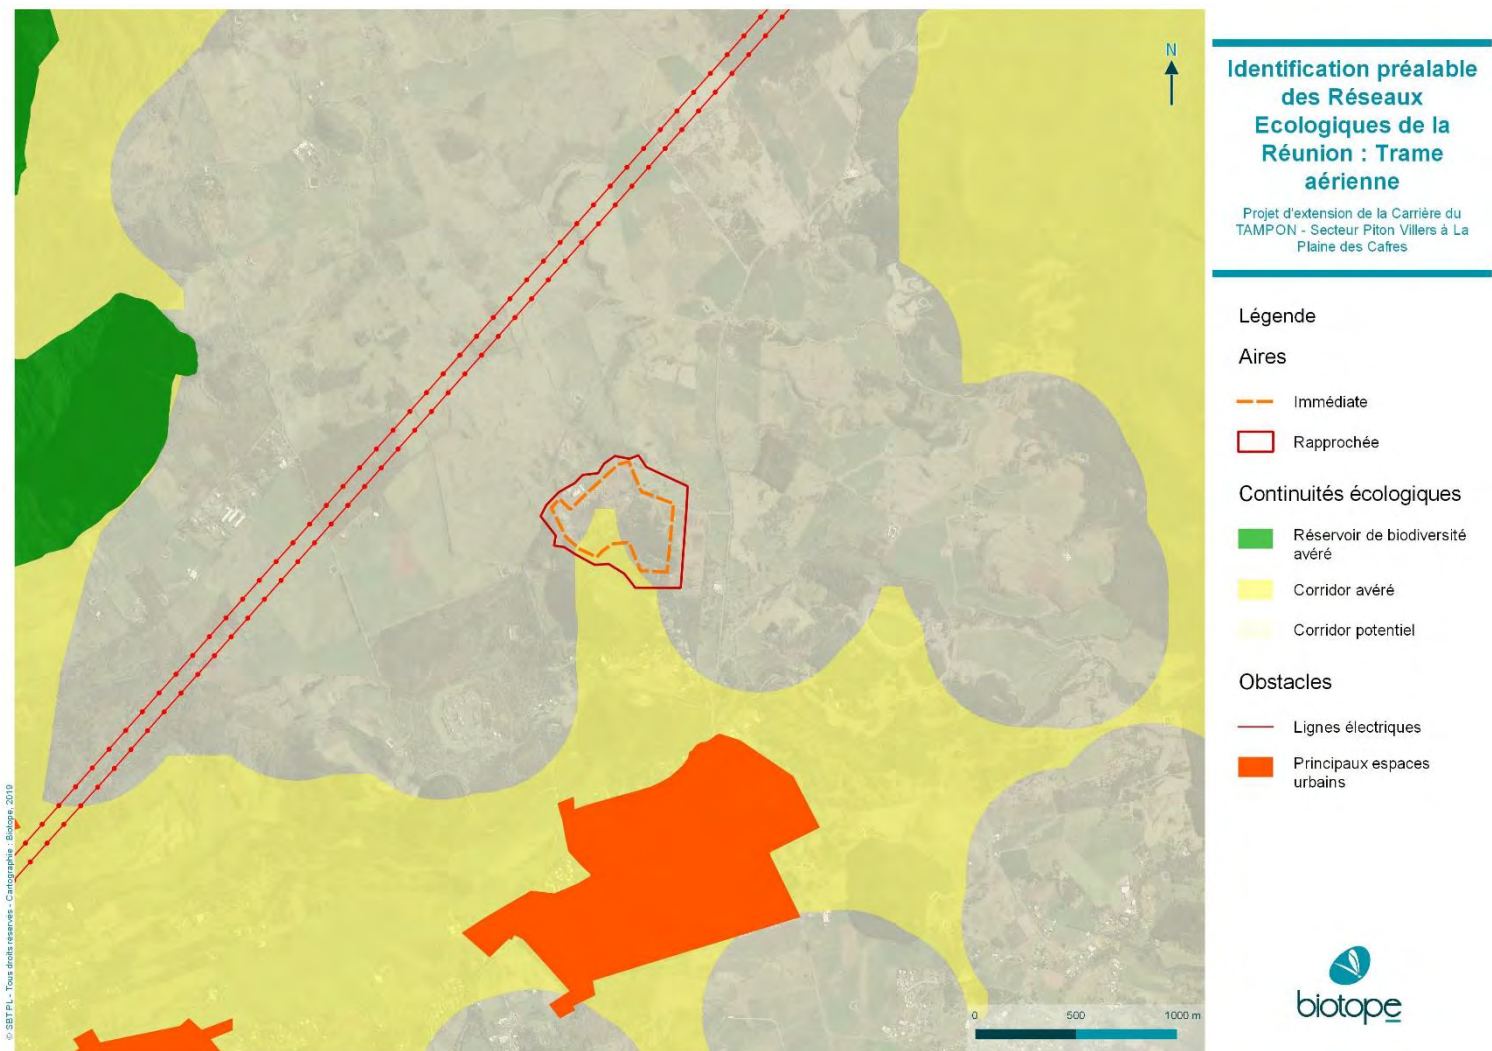 N
Identification préalable
des Réseaux
Ecologiques de la
Réunion : Trame
aérienne
Projet d'extension de la Carrière du
TAMPON - Secteur Piton Villers à La
Plaine des Cafres
Légende
Aires
Immédiate
Rapprochée
Continuités écologiques
Réservoir de biodiversité
avéré
Corridor avéré
Corridor potentiel
Obstacles
Lignes électriques
Principaux espaces
urbains
biotope
0 500 1000 m
© SBTPL - Tous droits réservés - Cartographie : Biotope, 2019